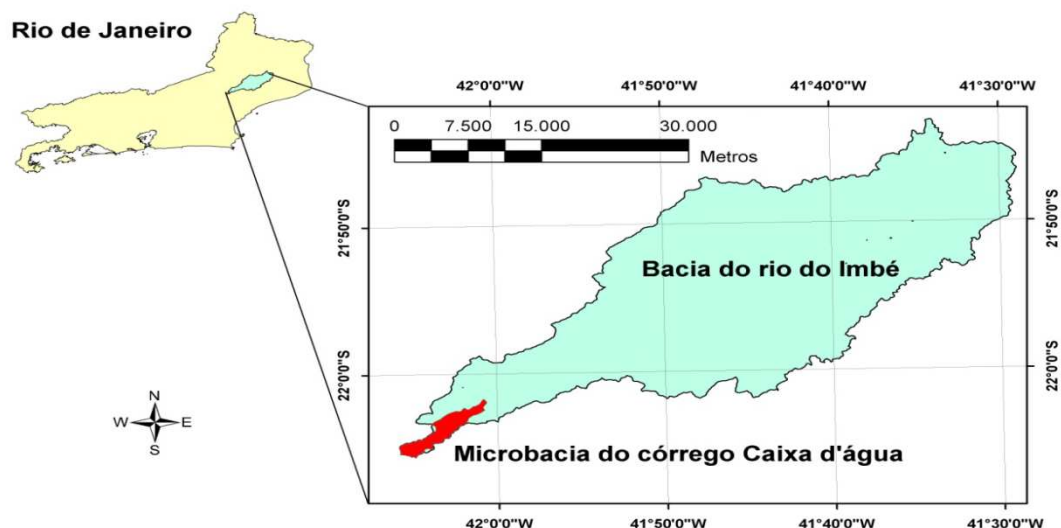 Rio de Janeiro
42°0'0"W 41°50'0"W 41°40'0"W 41°30'0"W
0 7.500 15.000 30.000
Metros
21°50'0"S 21°50'0"S
Bacia do rio do Imbé
22°0'0"S 22°0'0"S
N
W E
S
Microbacia do córrego Caixa d'água
42°0'0"W 41°50'0"W 41°40'0"W 41°30'0"W